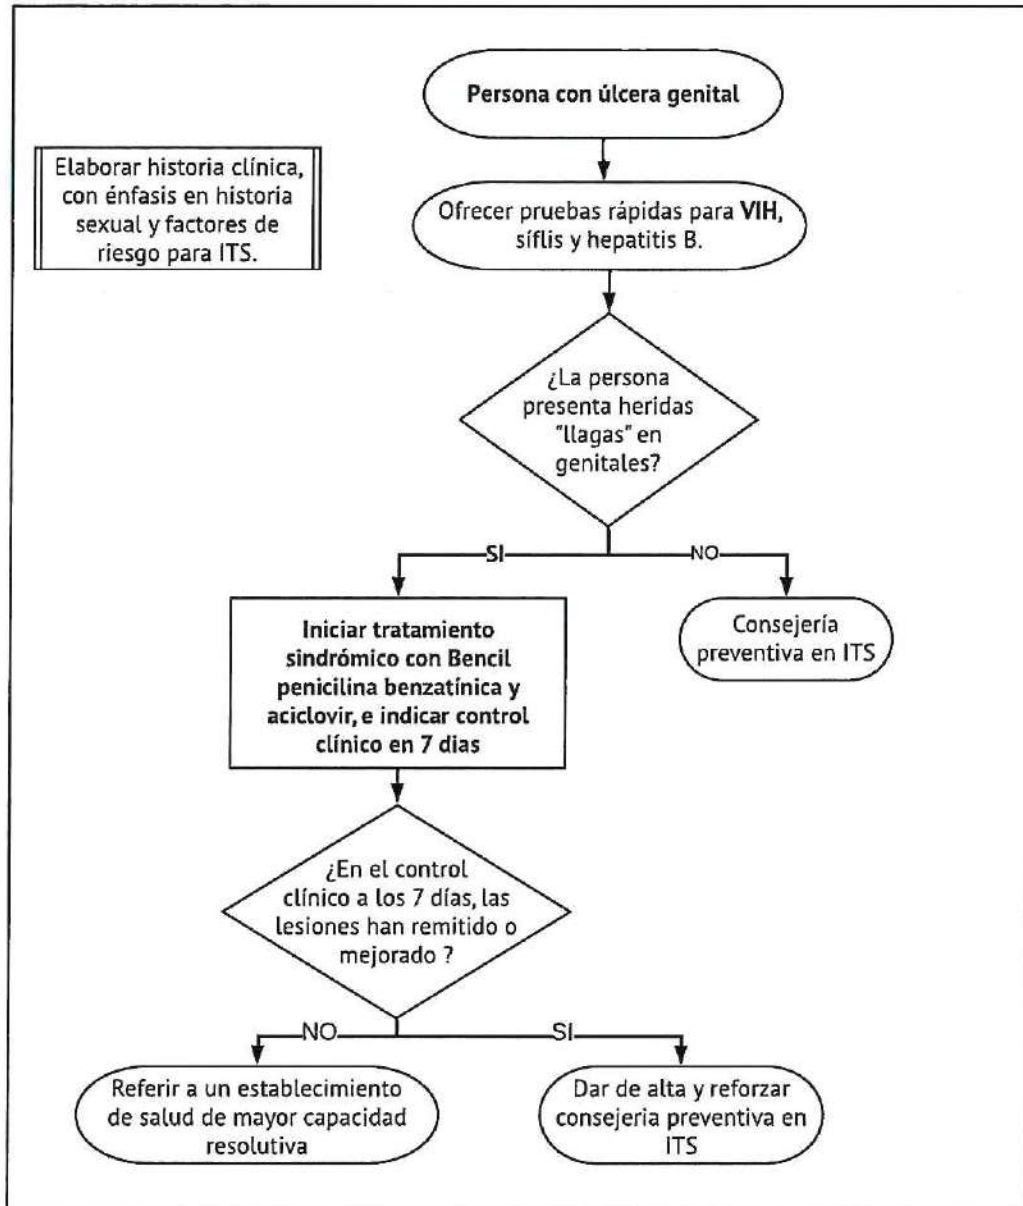 Persona con úlcera genital
Elaborar historia clínica,
con énfasis en historia
sexual y factores de
riesgo para ITS.
Ofrecer pruebas rápidas para VIH,
síflis y hepatitis B.
¿La persona
presenta heridas
"llagas" en
genitales?
SI
NO
Iniciar tratamiento
sindrómico con Bencil
penicilina benzatínica y
aciclovir, e indicar control
clínico en 7 dias
Consejería
preventiva en ITS
¿En el control
clínico a los 7 días, las
lesiones han remitido o
mejorado ?
NO
SI
Referir a un establecimiento
de salud de mayor capacidad
resolutiva
Dar de alta y reforzar
consejeria preventiva en
ITS